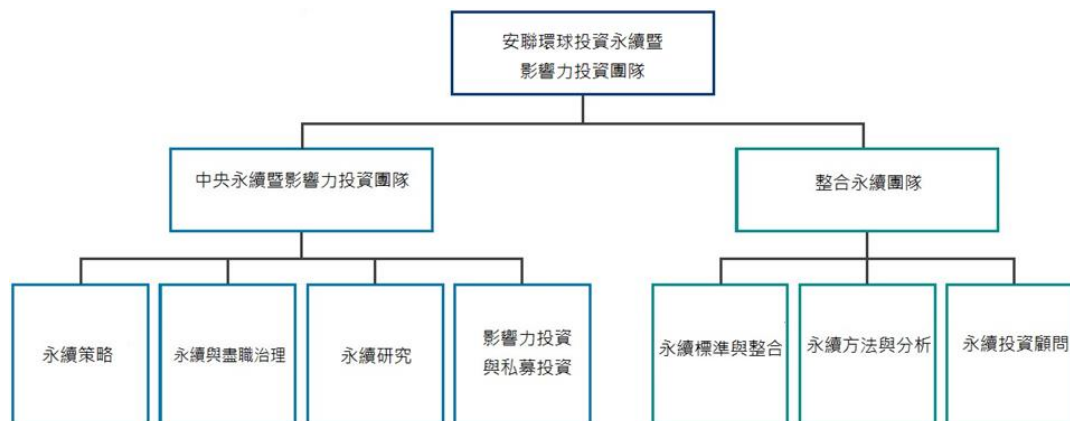 安聯環球投資永續暨
影響力投資團隊
中央永續暨影響力投資團隊
整合永續團隊
永續策略
永續與盡職治理
永續研究
影響力投資
與私募投資
永續標準與整合
永續方法與分析
永續投資顧問